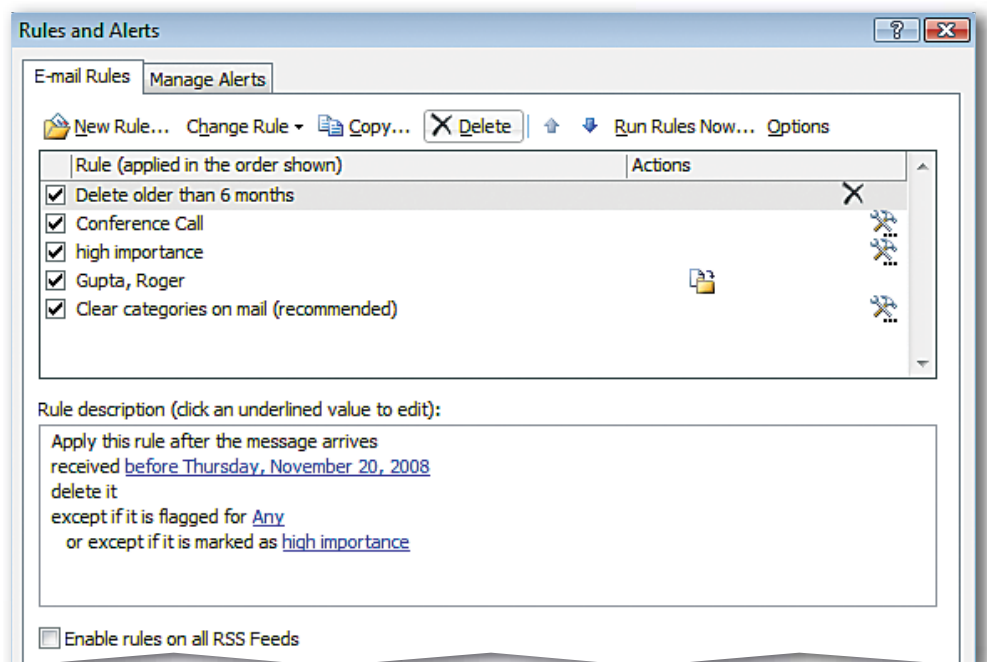 Rules and Alerts
E-mail Rules Manage Alerts
New Rule... Change Rule Copy... Delete Run Rules Now... Options
Rule (applied in the order shown) Actions
Delete older than 6 months
Conference Call
high importance
Gupta, Roger
Clear categories on mail (recommended)
Rule description (click an underlined value to edit):
Apply this rule after the message arrives
received before Thursday, November 20, 2008
delete it
except if it is flagged for Any
or except if it is marked as high importance
Enable rules on all RSS Feeds